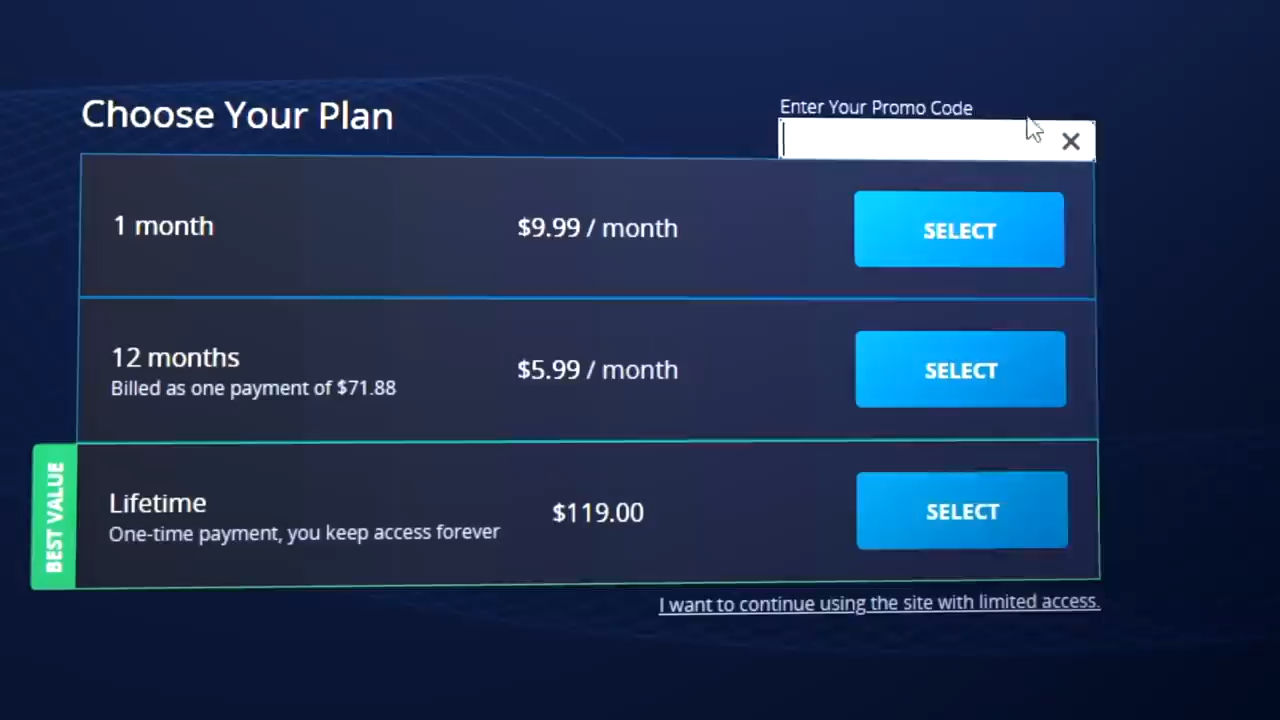 Choose Your Plan
Enter Your Promo Code
1 month
$9.99 / month
SELECT
12 months
Billed as one payment of $71.88
$5.99 / month
SELECT
BEST VALUE
Lifetime
One-time payment, you keep access forever
$119.00
SELECT
I want to continue using the site with limited access.